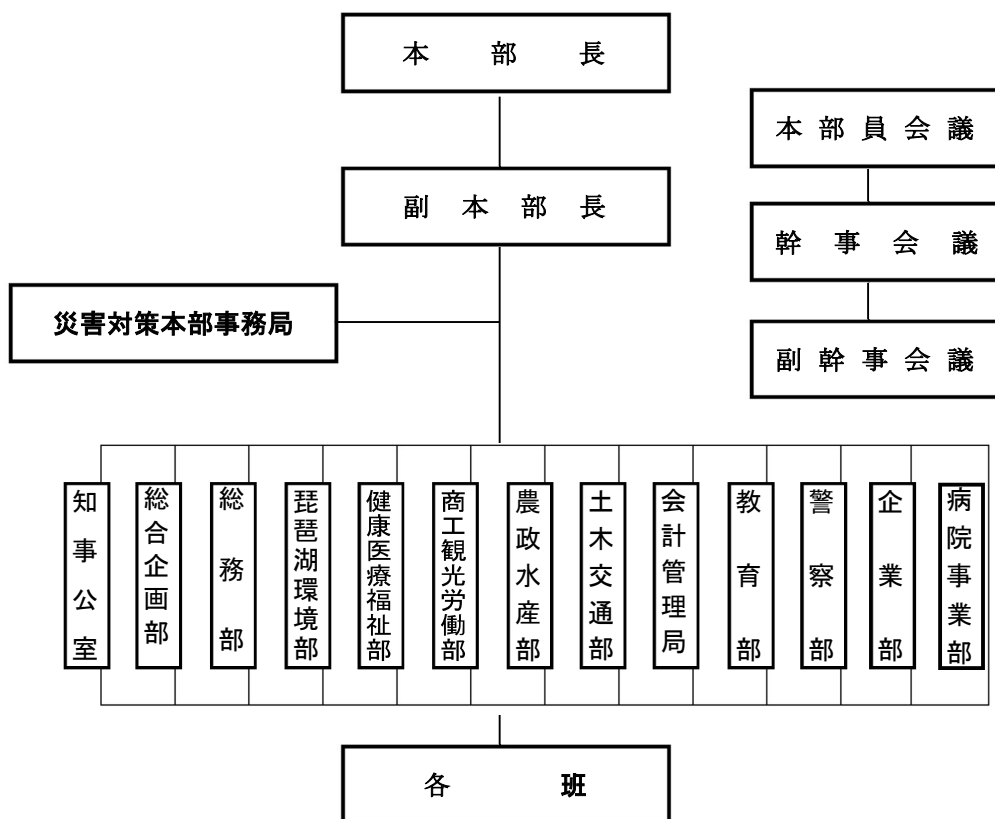 本部長
本部員会議
副本部長
幹事会議
災害対策本部事務局
副幹事会議
知事公室
総合企画部
総務部
琵琶湖環境部
健康医療福祉部
商工観光労働部
農政水産部
土木交通部
会計管理局
教育部
警察部
企業部
病院事業部
各班